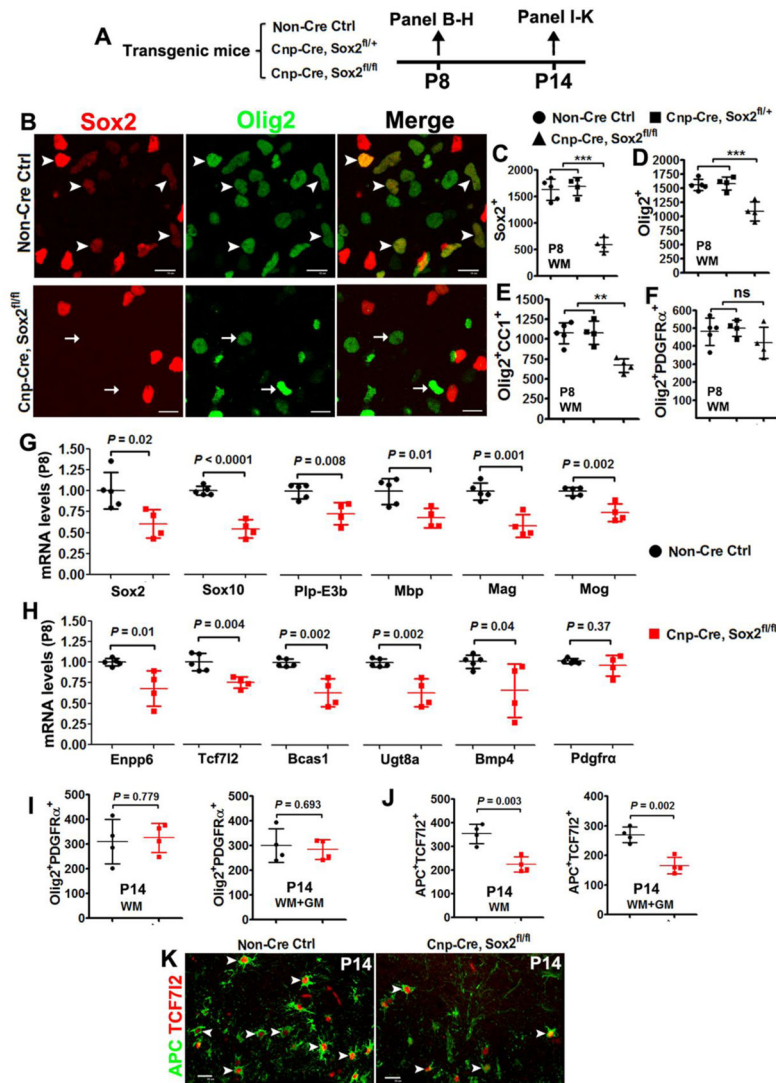 A
Transgenic mice
Non-Cre Ctrl
Cnp-Cre, Sox2fl/+
Cnp-Cre, Sox2fl/fl
Panel B-H
Panel I-K
P8
P14
B
Sox2
Olig2
Merge
Non-Cre Ctrl
Cnp-Cre, Sox2fl/fl
Non-Cre Ctrl
Cnp-Cre, Sox2fl/+
Cnp-Cre, Sox2fl/fl
C
***
Sox2+
2000
1500
1000
500
0
P8
WM
D
***
Olig2+
2000
1750
1500
1250
1000
750
500
250
0
P8
WM
E
**
Olig2+CC1+
1500
1250
1000
750
500
250
0
P8
WM
F
ns
Olig2+PDGFRα+
600
500
400
300
200
100
0
P8
WM
G
mRNA levels (P8)
1.50
1.25
1.00
0.75
0.50
0.25
0.00
P = 0.02
P < 0.0001
P = 0.008
P = 0.01
P = 0.001
P = 0.002
Sox2
Sox10
Plp-E3b
Mbp
Mag
Mog
Non-Cre Ctrl
H
mRNA levels (P8)
1.50
1.25
1.00
0.75
0.50
0.25
0.00
P = 0.01
P = 0.004
P = 0.002
P = 0.002
P = 0.04
P = 0.37
Enpp6
Tcf7l2
Bcas1
Ugt8a
Bmp4
Pdgfrα
Cnp-Cre, Sox2fl/fl
I
Olig2+PDGFRα+
500
400
300
200
100
0
P = 0.779
P14
WM
Olig2+PDGFRα+
500
400
300
200
100
0
P = 0.693
P14
WM+GM
J
APC+TCF7l2+
500
400
300
200
100
0
P = 0.003
P14
WM
APC+TCF7l2+
400
300
200
100
0
P = 0.002
P14
WM+GM
K
Non-Cre Ctrl
Cnp-Cre, Sox2fl/fl
APC TCF7l2
P14
P14